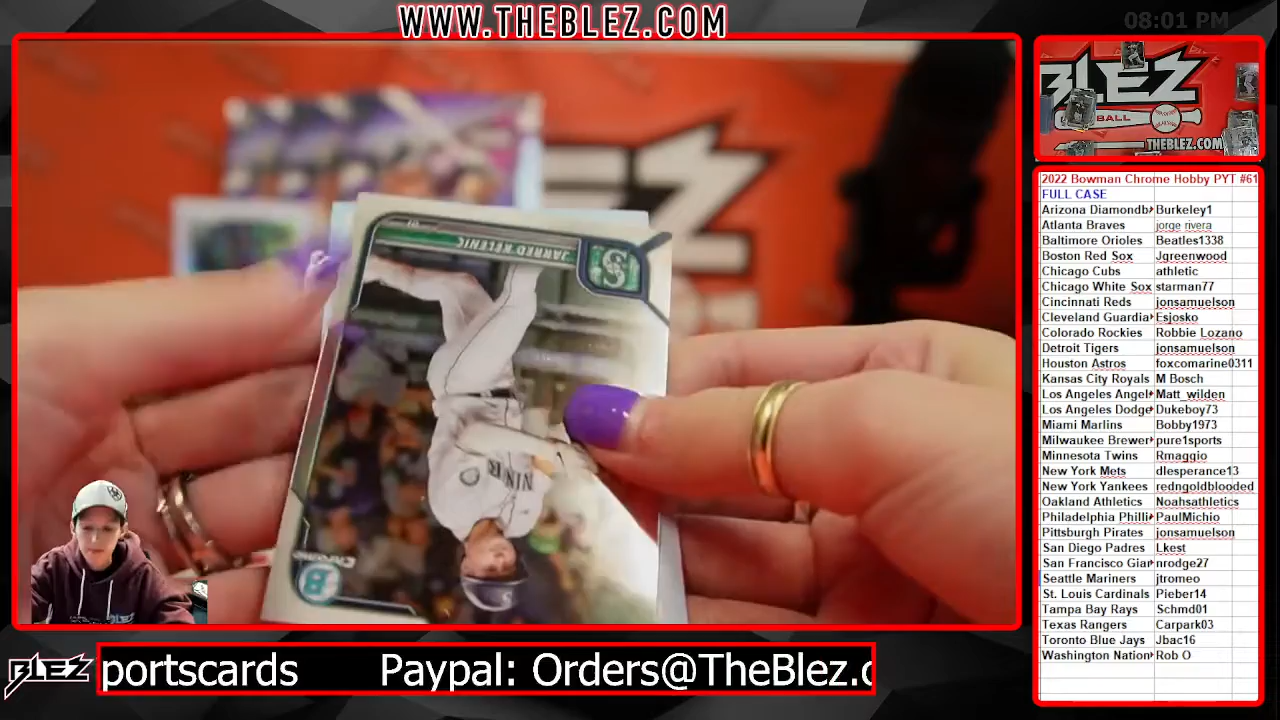 WWW.THEBLEZ.COM
08:01 PM
BLEZ
BALL
THEBLEZ.COM
JARRED KELENIC
S
B
2022 Bowman Chrome Hobby PYT #61
FULL CASE
Arizona Diamondb Burkeley1
Atlanta Braves jorge rivera
Baltimore Orioles Beatles1338
Boston Red Sox Jgreenwood
Chicago Cubs athletic
Chicago White Sox starman77
Cincinnati Reds jonsamuelson
Cleveland Guardia Esjosko
Colorado Rockies Robbie Lozano
Detroit Tigers jonsamuelson
Houston Astros foxcomarine0311
Kansas City Royals M Bosch
Los Angeles Angel Matt_wilden
Los Angeles Dodge Dukeboy73
Miami Marlins Bobby1973
Milwaukee Brewer pure1sports
Minnesota Twins Rmaggio
New York Mets dlesperance13
New York Yankees redngoldblooded
Oakland Athletics Noahsathletics
Philadelphia Philli PaulMichio
Pittsburgh Pirates jonsamuelson
San Diego Padres Lkest
San Francisco Gian nrodge27
Seattle Mariners jtromeo
St. Louis Cardinals Pieber14
Tampa Bay Rays Schmd01
Texas Rangers Carpark03
Toronto Blue Jays Jbac16
Washington Nation Rob O
BLEZ
portscards Paypal: Orders@TheBlez.c